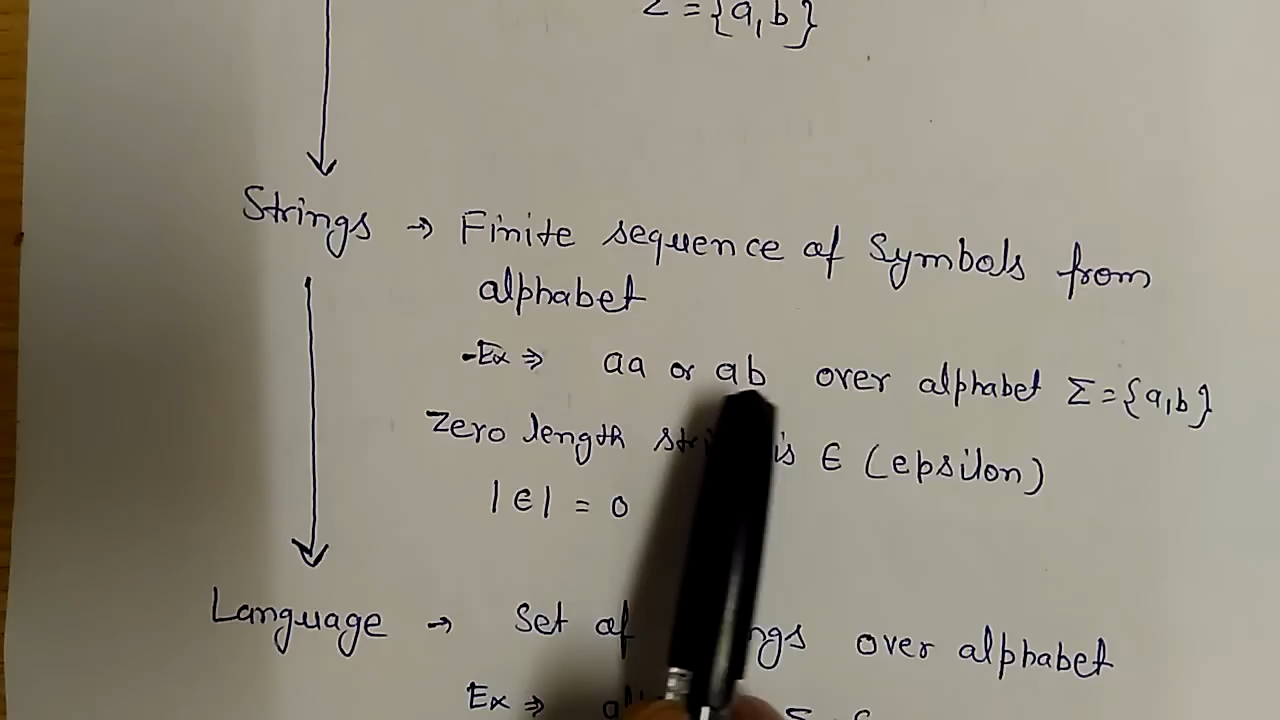 Σ = {a, b}
Strings → Finite sequence of symbols from
alphabet
- Ex ⇒ aa or ab over alphabet Σ = {a, b}
Zero length is ϵ (epsilon)
|ϵ| = 0
Language → Set of over alphabet
Ex ⇒